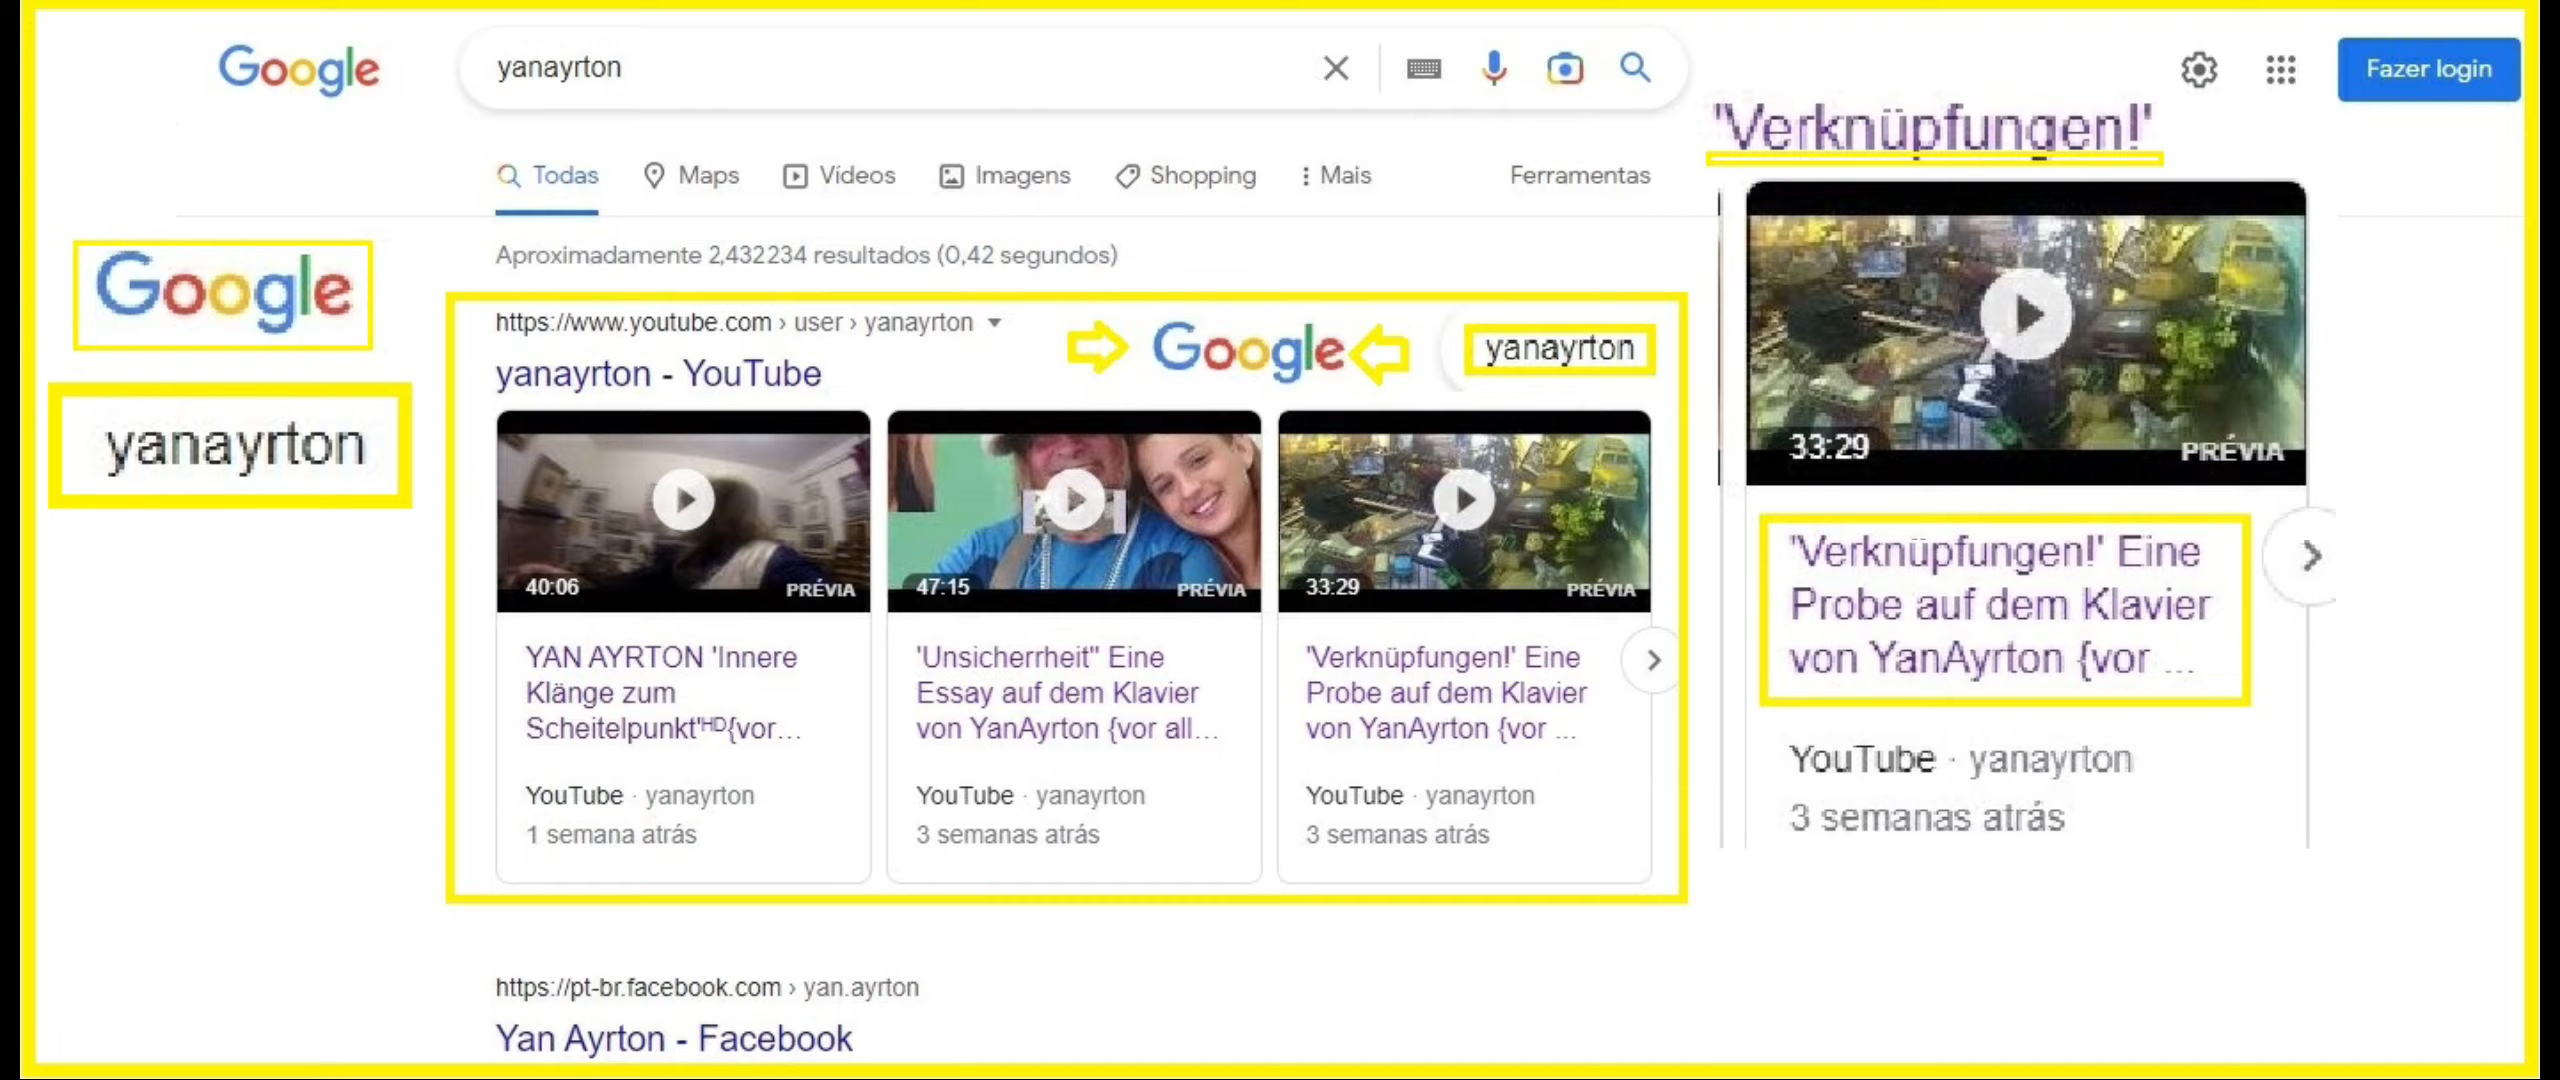 Google
yanayrton
Fazer login
'Verknüpfungen!'
Todas Maps Vídeos Imagens Shopping Mais Ferramentas
Aproximadamente 2,432234 resultados (0,42 segundos)
Google
yanayrton
https://www.youtube.com › user › yanayrton
yanayrton - YouTube
Google
yanayrton
40:06 PRÉVIA
YAN AYRTON 'Innere
Klänge zum
Scheitelpunkt'ᴴᴰ{vor...
YouTube · yanayrton
1 semana atrás
47:15 PRÉVIA
'Unsicherrheit" Eine
Essay auf dem Klavier
von YanAyrton {vor all...
YouTube · yanayrton
3 semanas atrás
33:29 PRÉVIA
'Verknüpfungen!' Eine
Probe auf dem Klavier
von YanAyrton {vor ...
YouTube · yanayrton
3 semanas atrás
33:29 PRÉVIA
'Verknüpfungen!' Eine
Probe auf dem Klavier
von YanAyrton {vor ...
YouTube · yanayrton
3 semanas atrás
https://pt-br.facebook.com › yan.ayrton
Yan Ayrton - Facebook